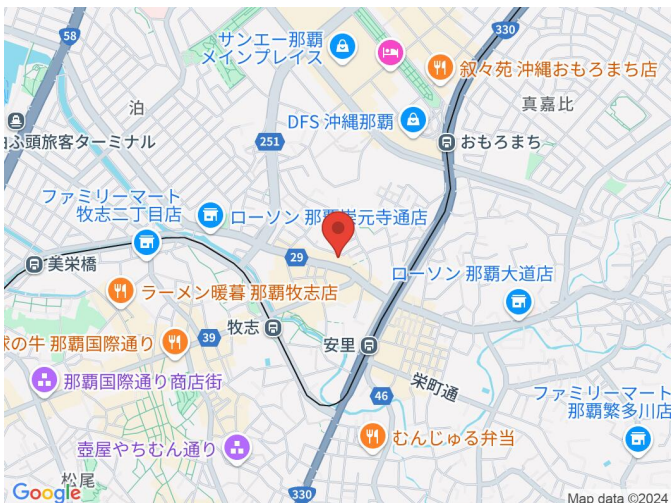 330
58
サンエー那覇
メインプレイス
叙々苑 沖縄おもろまち店
泊
真嘉比
DFS 沖縄那覇
ふ頭旅客ターミナル
251
おもろまち
ファミリーマート
牧志二丁目店
ローソン 那覇崇元寺通店
美栄橋
29
ローソン 那覇大道店
ラーメン暖暮 那覇牧志店
牧志
39
安里
球の牛 那覇国際通り
那覇国際通り商店街
46
栄町通
ファミリーマート
那覇繁多川店
むんじゅる弁当
壺屋やちむん通り
松尾
Google
330
Map data ©2024